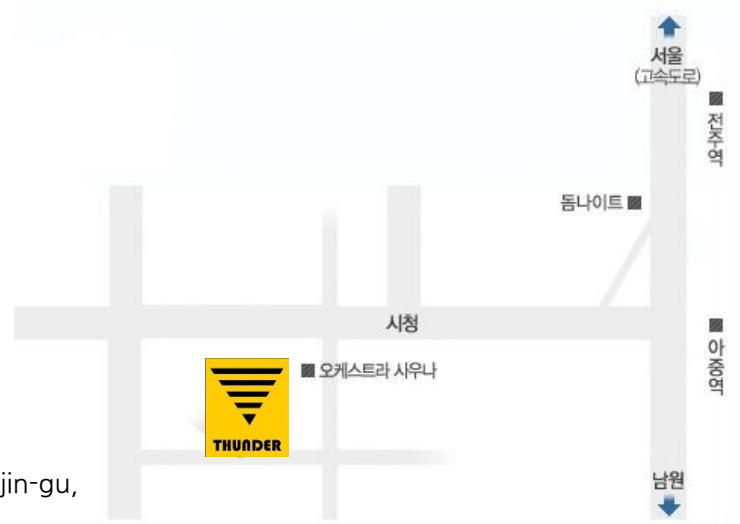 서울
(고속도로)
전주역
돔나이트
시청
아중역
오케스트라 사우나
THUNDER
jin-gu,
남원